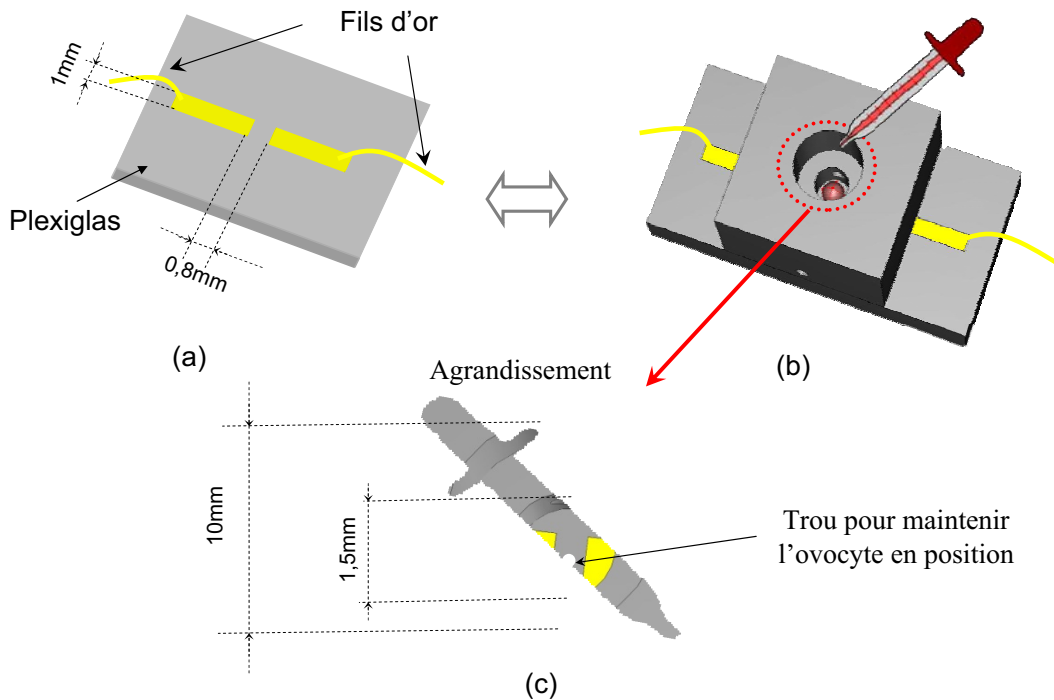 Fils d’or
1mm
Plexiglas
0,8mm
(a)
(b)
Agrandissement
10mm
1,5mm
Trou pour maintenir
l’ovocyte en position
(c)